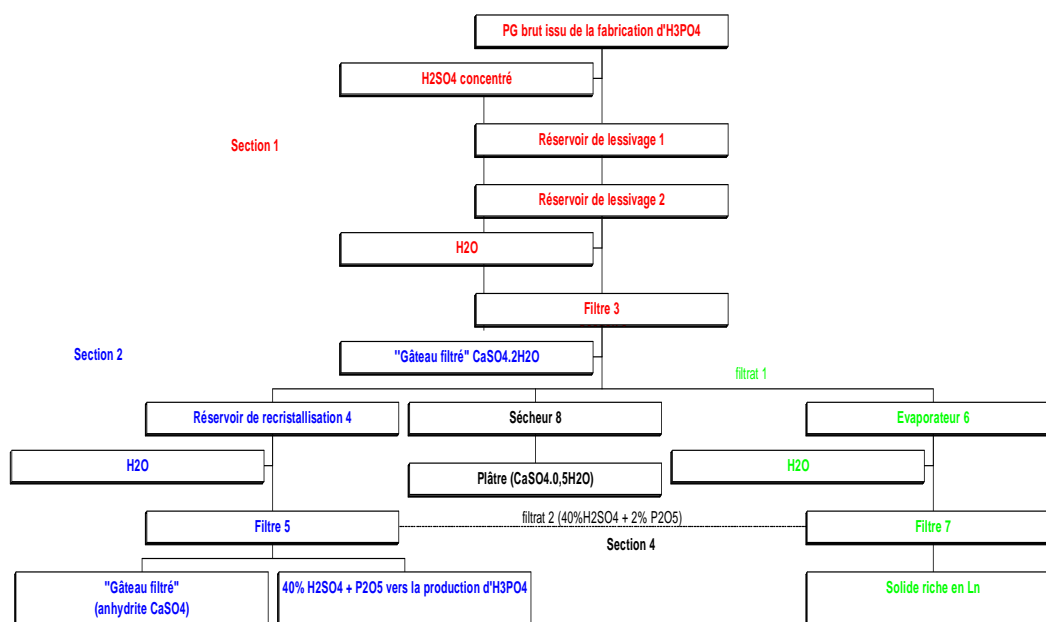 PG brut issu de la fabrication d'H3PO4
H2SO4 concentré
Section 1
Réservoir de lessivage 1
Réservoir de lessivage 2
H2O
Filtre 3
Section 2
"Gâteau filtré" CaSO4.2H2O
filtrat 1
Réservoir de recristallisation 4
Sécheur 8
Evaporateur 6
H2O
Plâtre (CaSO4.0,5H2O)
H2O
Filtre 5
filtrat 2 (40%H2SO4 + 2% P2O5)
Filtre 7
Section 4
"Gâteau filtré"
(anhydrite CaSO4)
40% H2SO4 + P2O5 vers la production d'H3PO4
Solide riche en Ln